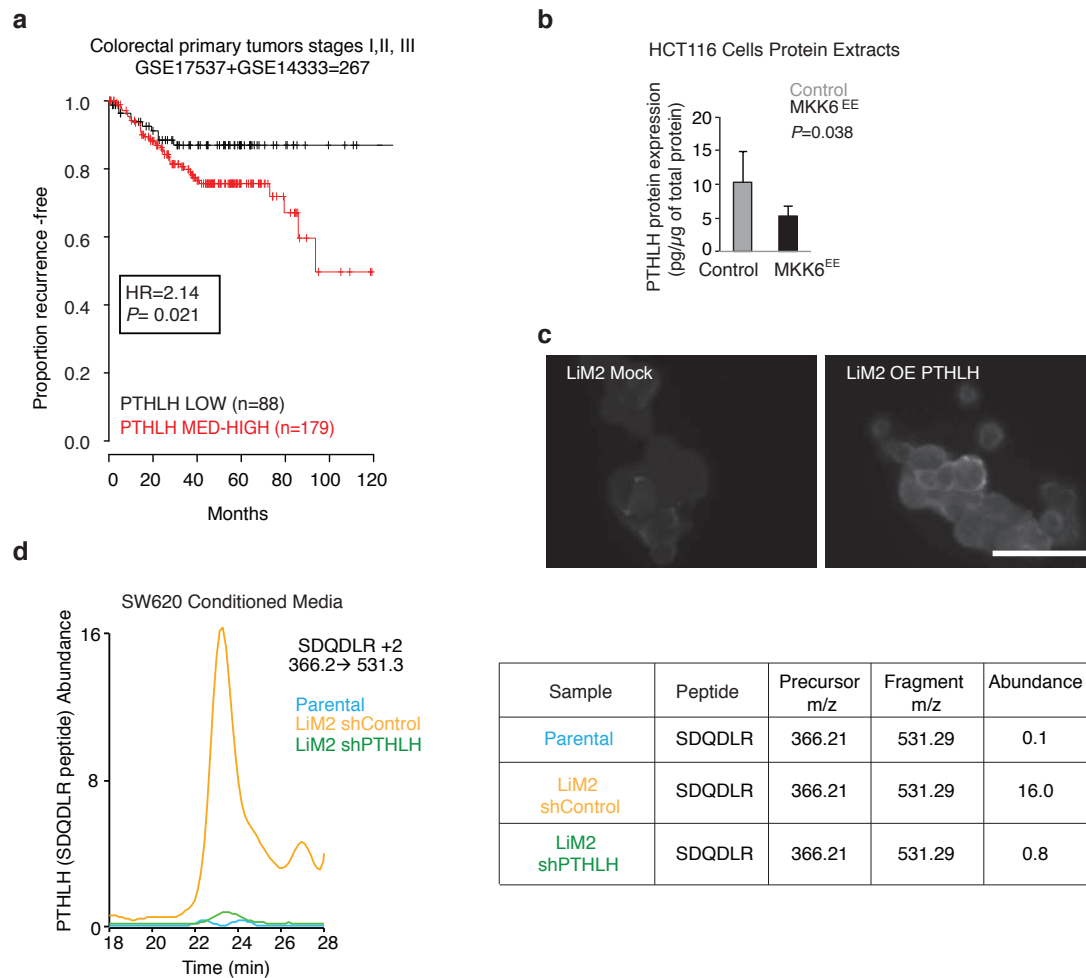 a
Colorectal primary tumors stages I,II, III
GSE17537+GSE14333=267
Proportion recurrence -free
1.0
0.8
0.6
0.4
0.2
0.0
HR=2.14
P= 0.021
PTHLH LOW (n=88)
PTHLH MED-HIGH (n=179)
0 20 40 60 80 100 120
Months
b
HCT116 Cells Protein Extracts
Control
MKK6 EE
P=0.038
PTHLH protein expression
(pg/µg of total protein)
20
15
10
5
0
Control MKK6EE
c
LiM2 Mock
LiM2 OE PTHLH
d
SW620 Conditioned Media
PTHLH (SDQDLR peptide) Abundance
16
8
0
SDQDLR +2
366.2→ 531.3
Parental
LiM2 shControl
LiM2 shPTHLH
18 20 22 24 26 28
Time (min)
Sample Peptide Precursor m/z Fragment m/z Abundance
Parental SDQDLR 366.21 531.29 0.1
LiM2 shControl SDQDLR 366.21 531.29 16.0
LiM2 shPTHLH SDQDLR 366.21 531.29 0.8